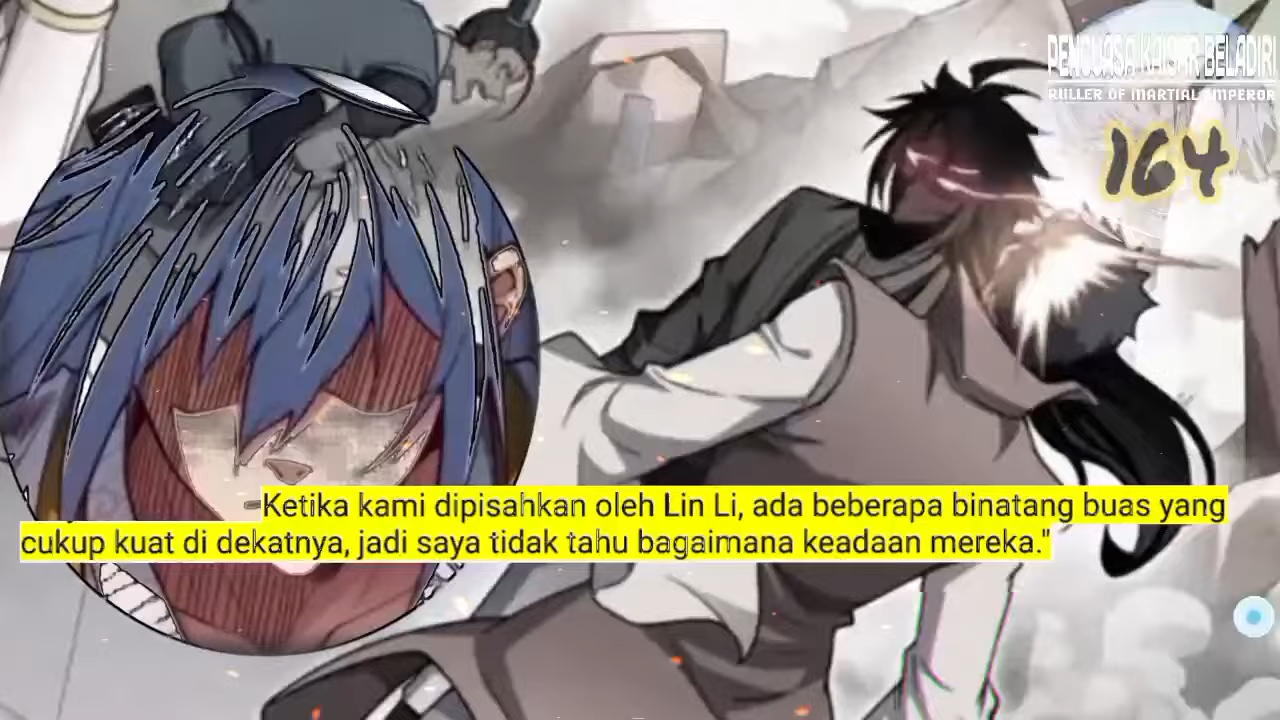 PENGUASA KAISAR BELADIRI
RULLER OF MARTIAL EMPEROR
164
Ketika kami dipisahkan oleh Lin Li, ada beberapa binatang buas yang
cukup kuat di dekatnya, jadi saya tidak tahu bagaimana keadaan mereka."